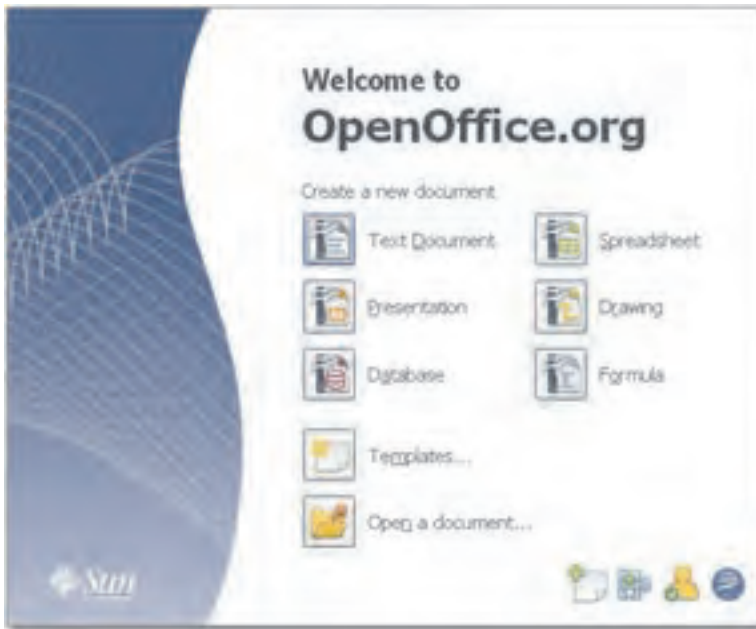 Welcome to
OpenOffice.org
Create a new document
Text Document
Spreadsheet
Presentation
Drawing
Database
Formula
Templates...
Open a document...
Sun